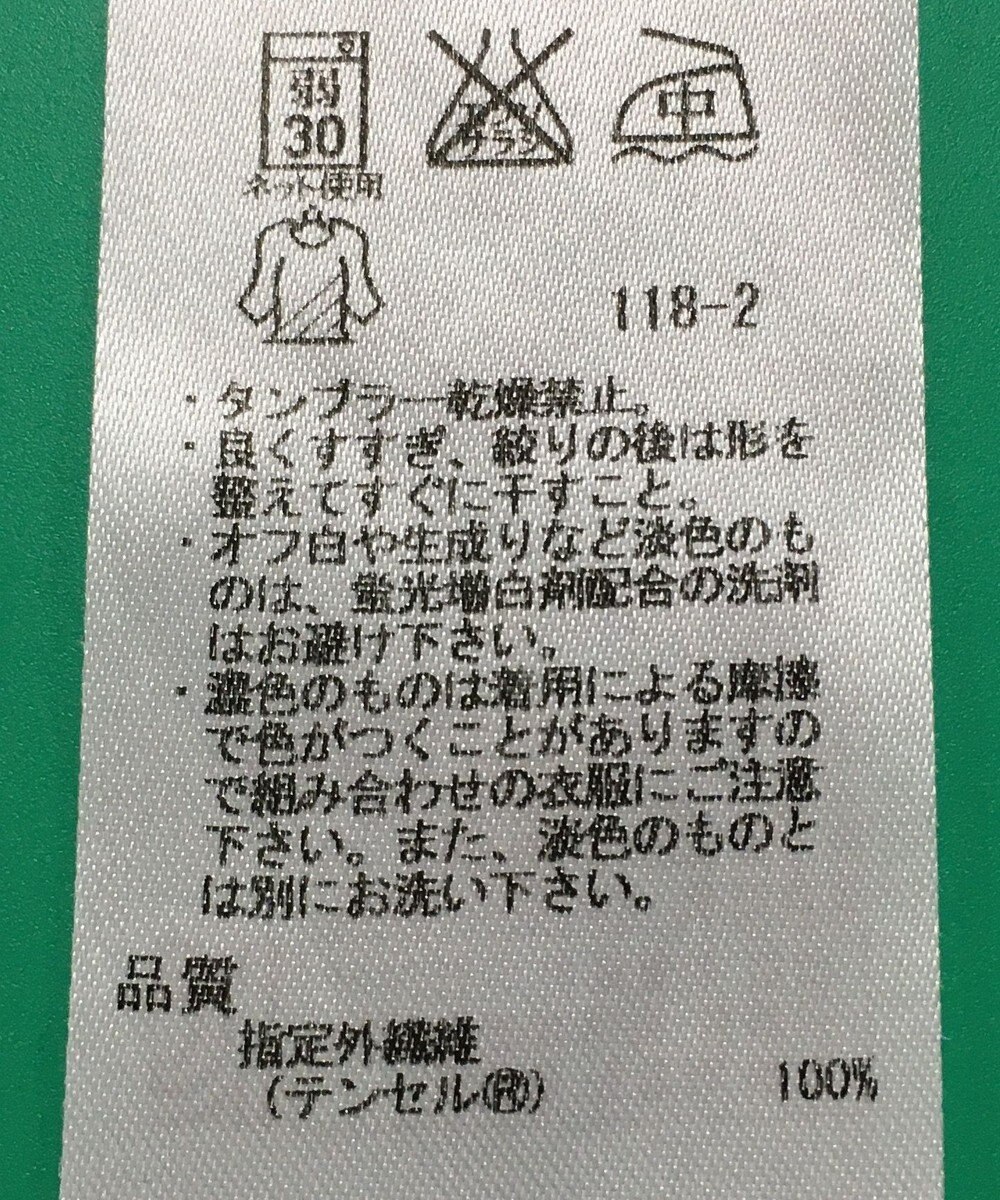 弱
30
ネット使用
エンソ
サラシ
中
118-2
・タンブラー乾燥禁止。
・良くすすぎ、絞りの後は形を
整えてすぐに干すこと。
・オフ白や生成りなど淡色のも
のは、蛍光増白剤配合の洗剤
はお避け下さい。
・濃色のものは着用による摩擦
で色がつくことがありますの
で組み合わせの衣服にご注意
下さい。また、淡色のものと
は別にお洗い下さい。
品質
指定外繊維
(テンセル®) 100%